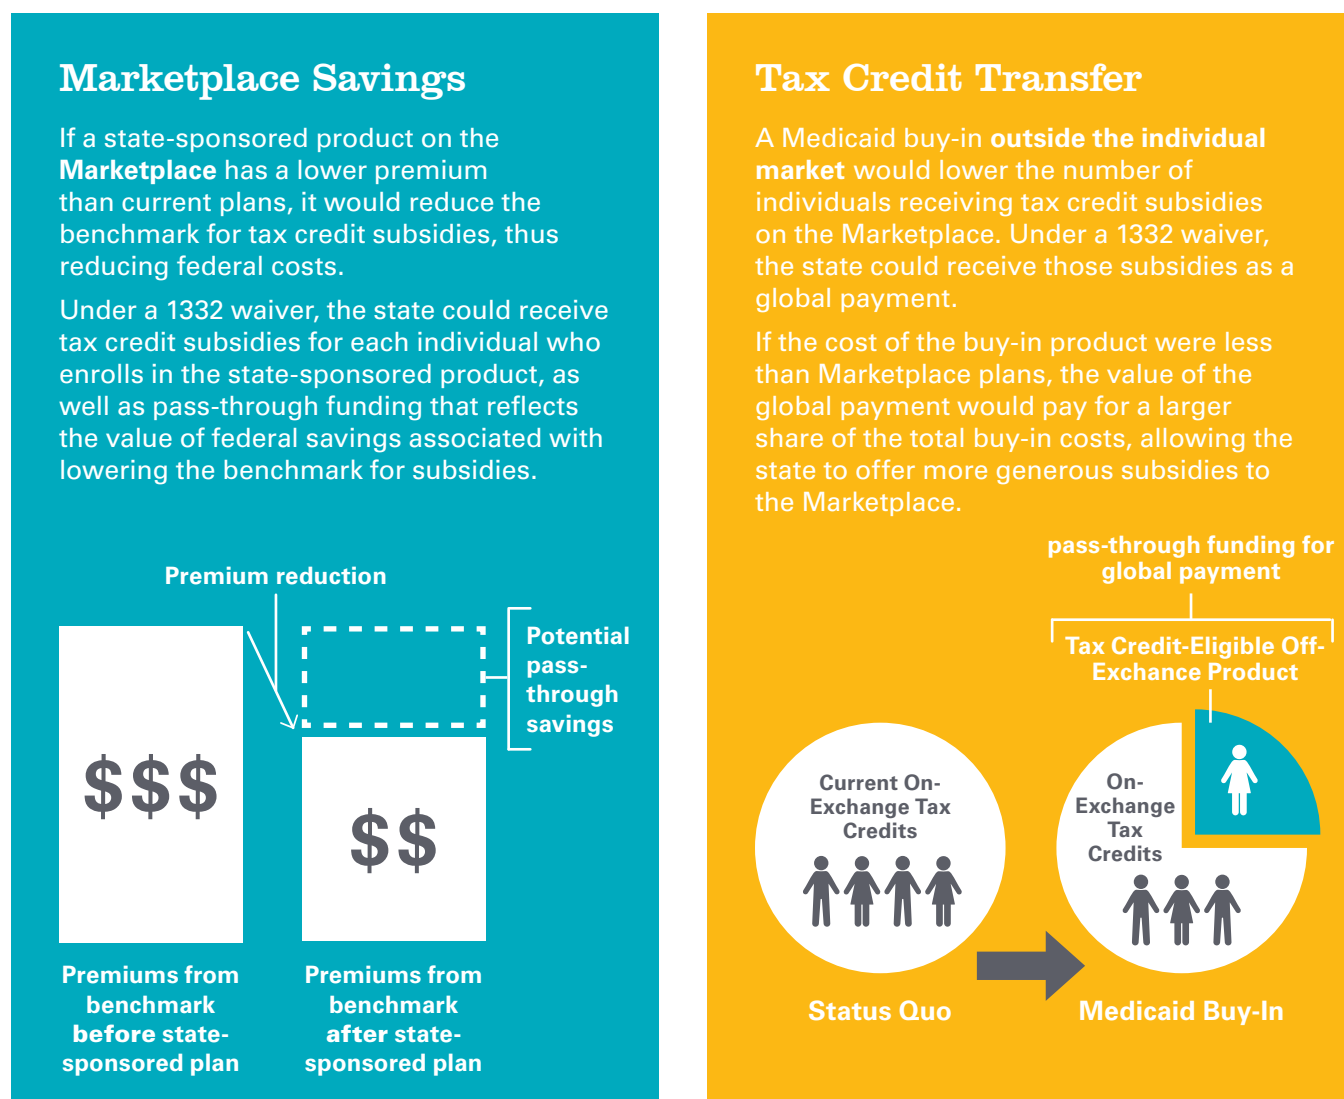 Marketplace Savings
If a state-sponsored product on the
Marketplace has a lower premium
than current plans, it would reduce the
benchmark for tax credit subsidies, thus
reducing federal costs.
Under a 1332 waiver, the state could receive
tax credit subsidies for each individual who
enrolls in the state-sponsored product, as
well as pass-through funding that reflects
the value of federal savings associated with
lowering the benchmark for subsidies.
Premium reduction
Potential
pass-
through
savings
$$$
$$
Premiums from
benchmark
before state-
sponsored plan
Premiums from
benchmark
after state-
sponsored plan
Tax Credit Transfer
A Medicaid buy-in outside the individual
market would lower the number of
individuals receiving tax credit subsidies
on the Marketplace. Under a 1332 waiver,
the state could receive those subsidies as a
global payment.
If the cost of the buy-in product were less
than Marketplace plans, the value of the
global payment would pay for a larger
share of the total buy-in costs, allowing the
state to offer more generous subsidies to
the Marketplace.
pass-through funding for
global payment
Tax Credit-Eligible Off-
Exchance Product
Current On-
Exchange Tax
Credits
On-
Exchange
Tax
Credits
Status Quo
Medicaid Buy-In